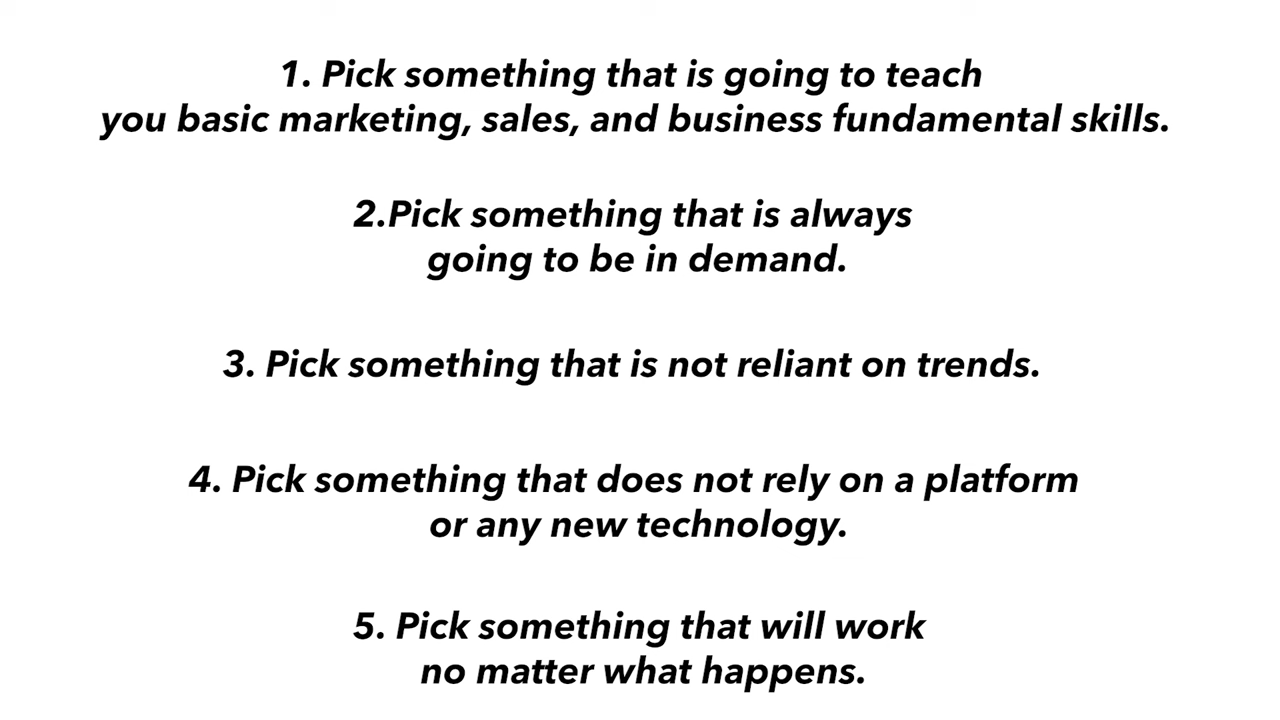 1. Pick something that is going to teach
you basic marketing, sales, and business fundamental skills.
2.Pick something that is always
going to be in demand.
3. Pick something that is not reliant on trends.
4. Pick something that does not rely on a platform
or any new technology.
5. Pick something that will work
no matter what happens.